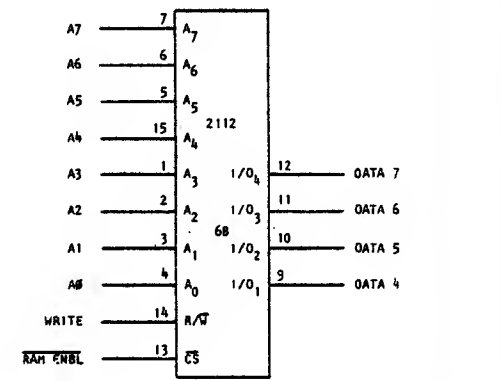 A7 7 A7
A6 6 A6
A5 5 A5
A4 15 A4
2112
A3 1 A3 I/O4 12 DATA 7
A2 2 A2 I/O3 11 DATA 6
6B
A1 3 A1 I/O2 10 DATA 5
A0 4 A0 I/O1 9 DATA 4
WRITE 14 R/W
RAM ENBL 13 CS